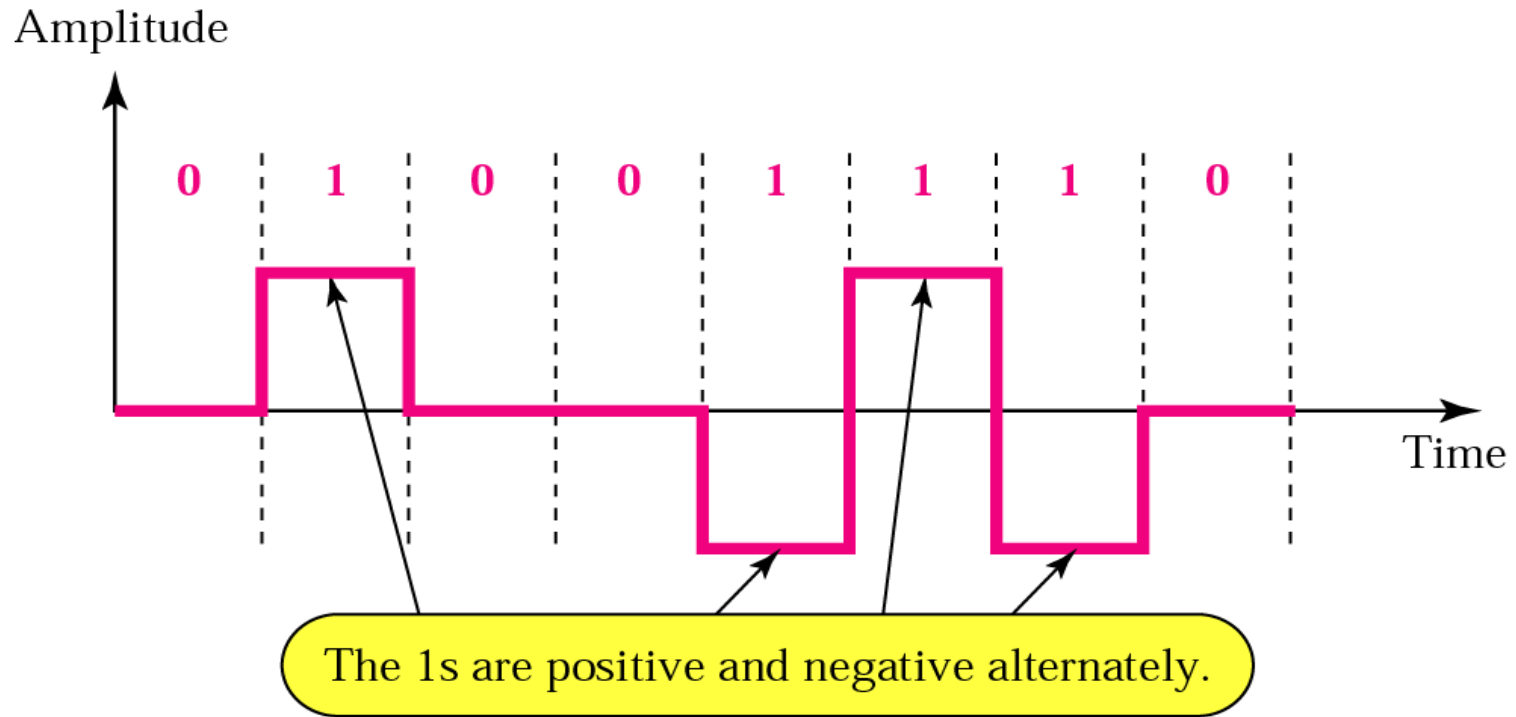 Amplitude
0 1 0 0 1 1 1 0
Time
The 1s are positive and negative alternately.